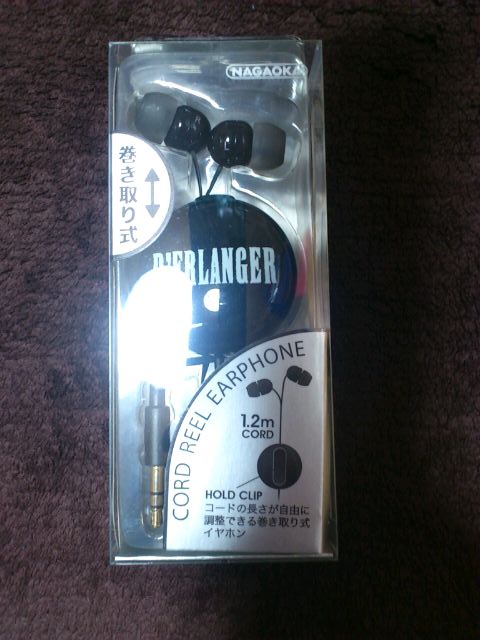 NAGAOKA
巻き取り式
D'ERLANGER
CORD REEL EARPHONE
1.2m
CORD
HOLD CLIP
コードの長さが自由に
調整できる巻き取り式
イヤホン